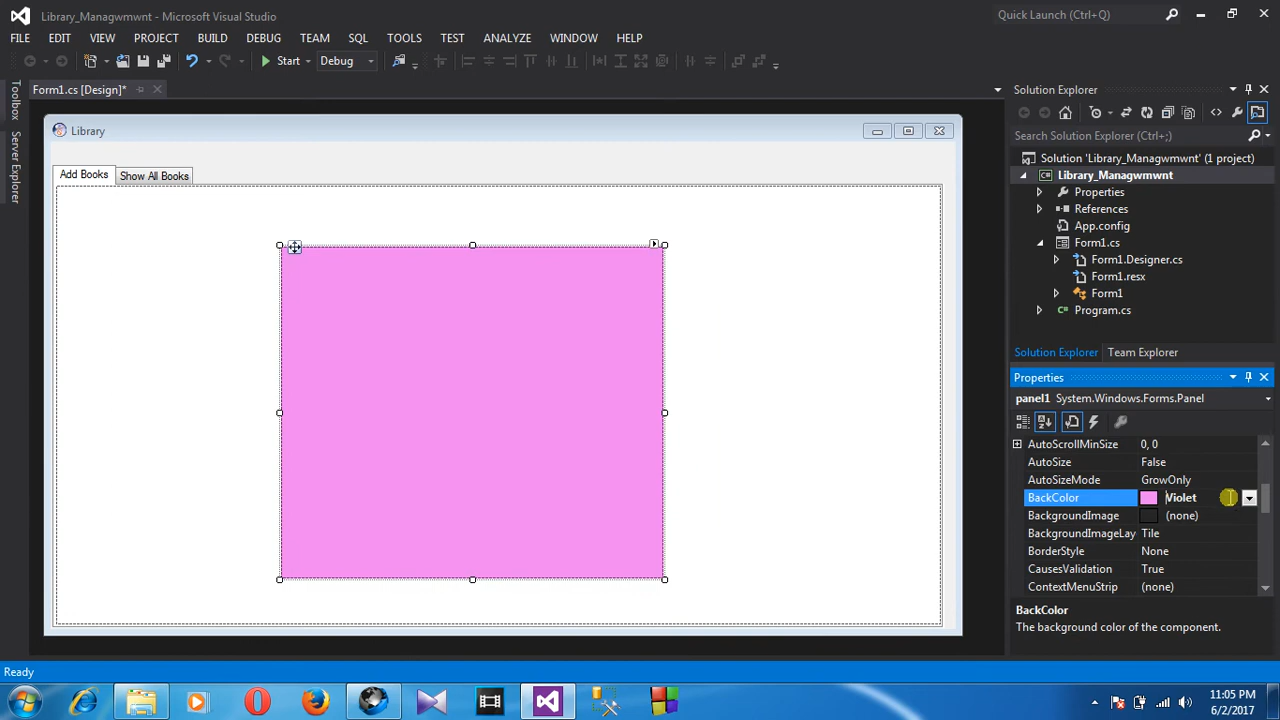 Library_Managwmwnt - Microsoft Visual Studio
Quick Launch (Ctrl+Q)
FILE EDIT VIEW PROJECT BUILD DEBUG TEAM SQL TOOLS TEST ANALYZE WINDOW HELP
Start Debug
Toolbox
Server Explorer
Form1.cs [Design]*
Library
Add Books Show All Books
Solution Explorer
Search Solution Explorer (Ctrl+;)
Solution 'Library_Managwmwnt' (1 project)
Library_Managwmwnt
Properties
References
App.config
Form1.cs
Form1.Designer.cs
Form1.resx
Form1
Program.cs
Solution Explorer Team Explorer
Properties
panel1 System.Windows.Forms.Panel
AutoScrollMinSize 0, 0
AutoSize False
AutoSizeMode GrowOnly
BackColor Violet
BackgroundImage (none)
BackgroundImageLay Tile
BorderStyle None
CausesValidation True
ContextMenuStrip (none)
BackColor
The background color of the component.
Ready
11:05 PM
6/2/2017